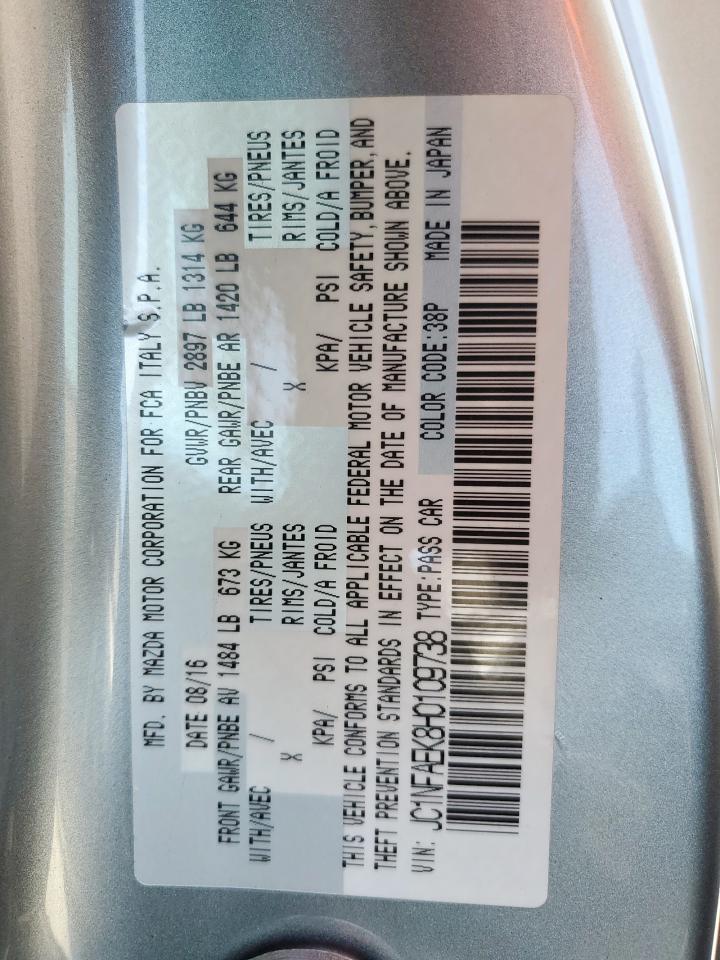 MFD. BY MAZDA MOTOR CORPORATION FOR FCA ITALY S.P.A.
DATE 08/16 GVWR/PNBV 2897 LB 1314 KG
FRONT GAWR/PNBE AV 1484 LB 673 KG REAR GAWR/PNBE AR 1420 LB 644 KG
WITH/AVEC / TIRES/PNEUS WITH/AVEC / TIRES/PNEUS
X RIMS/JANTES X RIMS/JANTES
KPA/ PSI COLD/A FROID KPA/ PSI COLD/A FROID
THIS VEHICLE CONFORMS TO ALL APPLICABLE FEDERAL MOTOR VEHICLE SAFETY, BUMPER, AND
THEFT PREVENTION STANDARDS IN EFFECT ON THE DATE OF MANUFACTURE SHOWN ABOVE.
VIN: JC1NFAEK8H0109738 TYPE:PASS CAR COLOR CODE:38P MADE IN JAPAN